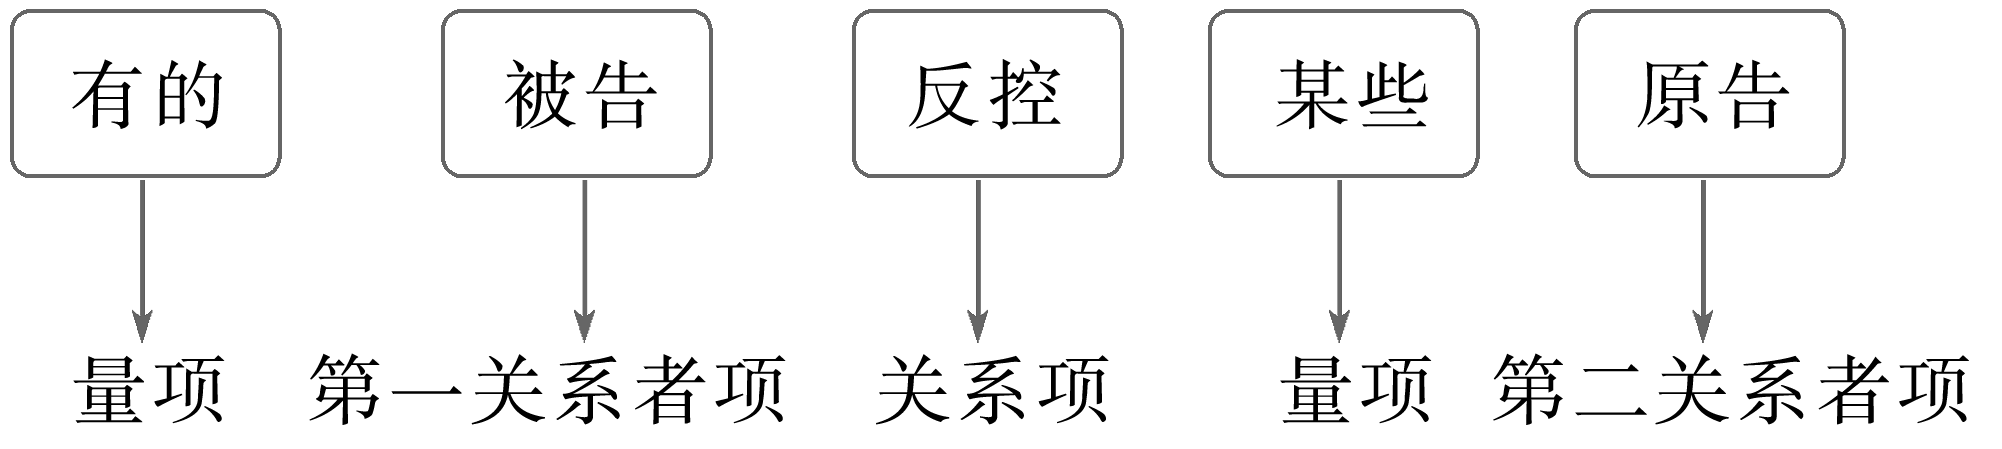 有的 被告 反控 某些 原告
量项 第一关系者项 关系项 量项 第二关系者项